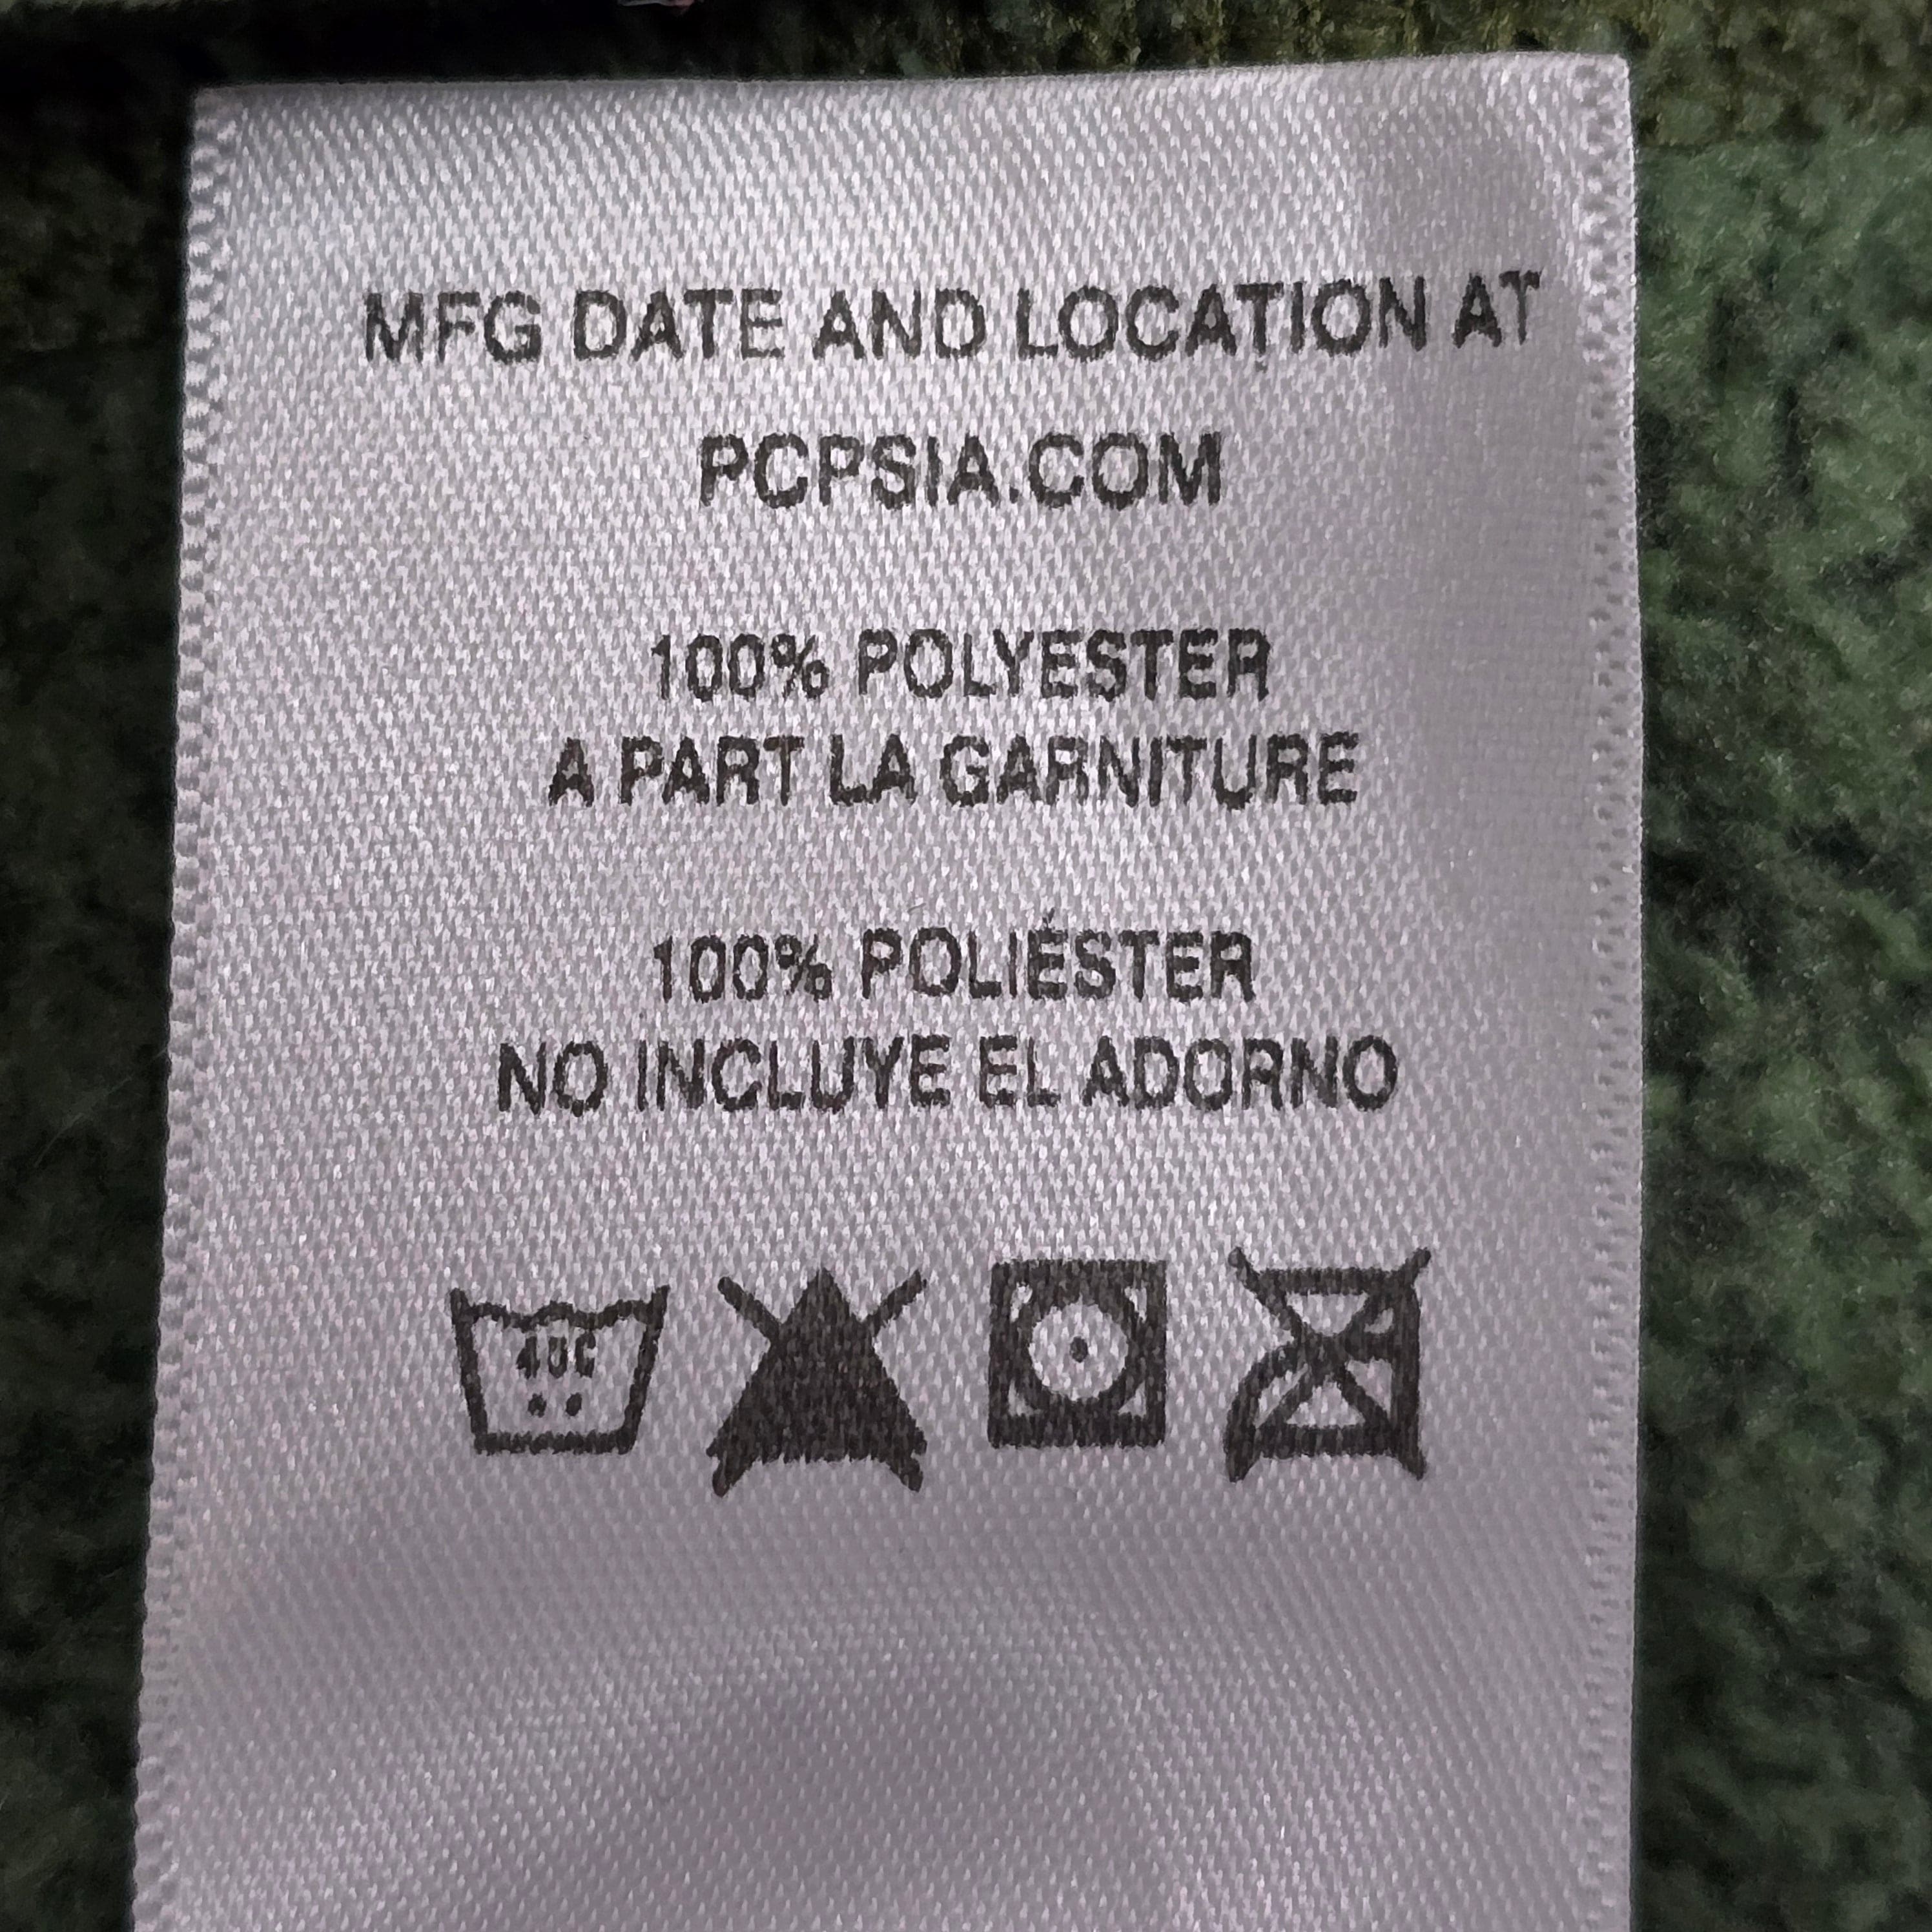 MFG DATE AND LOCATION AT
PCPSIA.COM
100% POLYESTER
A PART LA GARNITURE
100% POLIÉSTER
NO INCLUYE EL ADORNO
40C